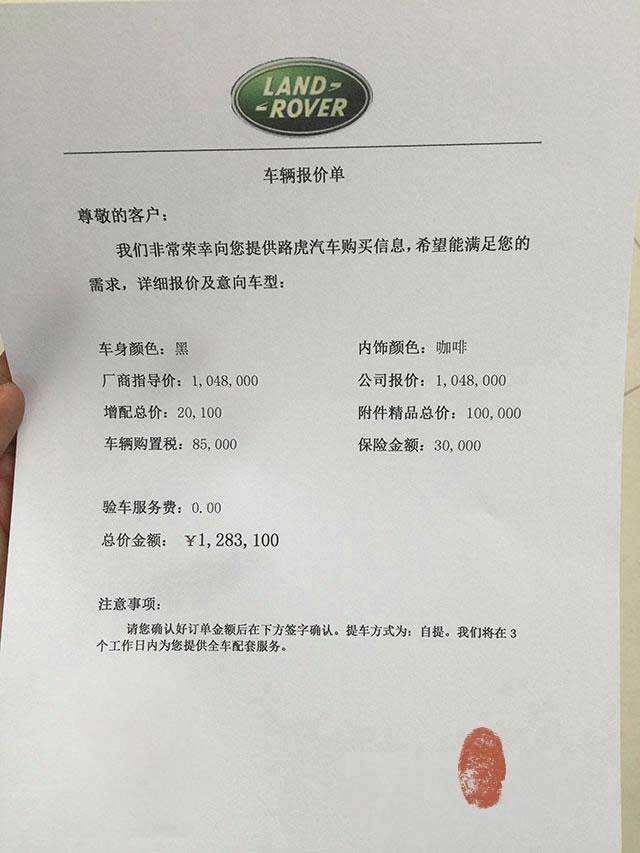 LAND-
-ROVER
车辆报价单
尊敬的客户：
我们非常荣幸向您提供路虎汽车购买信息，希望能满足您的
需求，详细报价及意向车型：
车身颜色：黑 内饰颜色：咖啡
厂商指导价：1,048,000 公司报价：1,048,000
增配总价：20,100 附件精品总价：100,000
车辆购置税：85,000 保险金额：30,000
验车服务费：0.00
总价金额： ￥1,283,100
注意事项：
请您确认好订单金额后在下方签字确认。提车方式为：自提。我们将在 3
个工作日内为您提供全车配套服务。